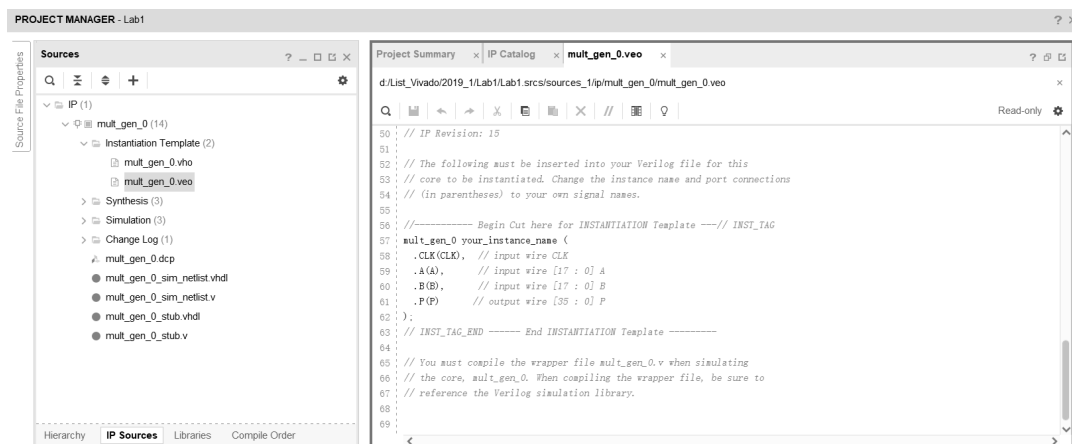 PROJECT MANAGER - Lab1
Source File Properties
Sources
IP (1)
mult_gen_0 (14)
Instantiation Template (2)
mult_gen_0.vho
mult_gen_0.veo
Synthesis (3)
Simulation (3)
Change Log (1)
mult_gen_0.dcp
mult_gen_0_sim_netlist.vhdl
mult_gen_0_sim_netlist.v
mult_gen_0_stub.vhdl
mult_gen_0_stub.v
Hierarchy IP Sources Libraries Compile Order
Project Summary IP Catalog mult_gen_0.veo
d:/List_Vivado/2019_1/Lab1/Lab1.srcs/sources_1/ip/mult_gen_0/mult_gen_0.veo
Read-only
50 // IP Revision: 15
51
52 // The following must be inserted into your Verilog file for this
53 // core to be instantiated. Change the instance name and port connections
54 // (in parentheses) to your own signal names.
55
56 //----------- Begin Cut here for INSTANTIATION Template ---// INST_TAG
57 mult_gen_0 your_instance_name (
58 .CLK(CLK), // input wire CLK
59 .A(A), // input wire [17 : 0] A
60 .B(B), // input wire [17 : 0] B
61 .P(P) // output wire [35 : 0] P
62 );
63 // INST_TAG_END ------ End INSTANTIATION Template ---------
64
65 // You must compile the wrapper file mult_gen_0.v when simulating
66 // the core, mult_gen_0. When compiling the wrapper file, be sure to
67 // reference the Verilog simulation library.
68
69